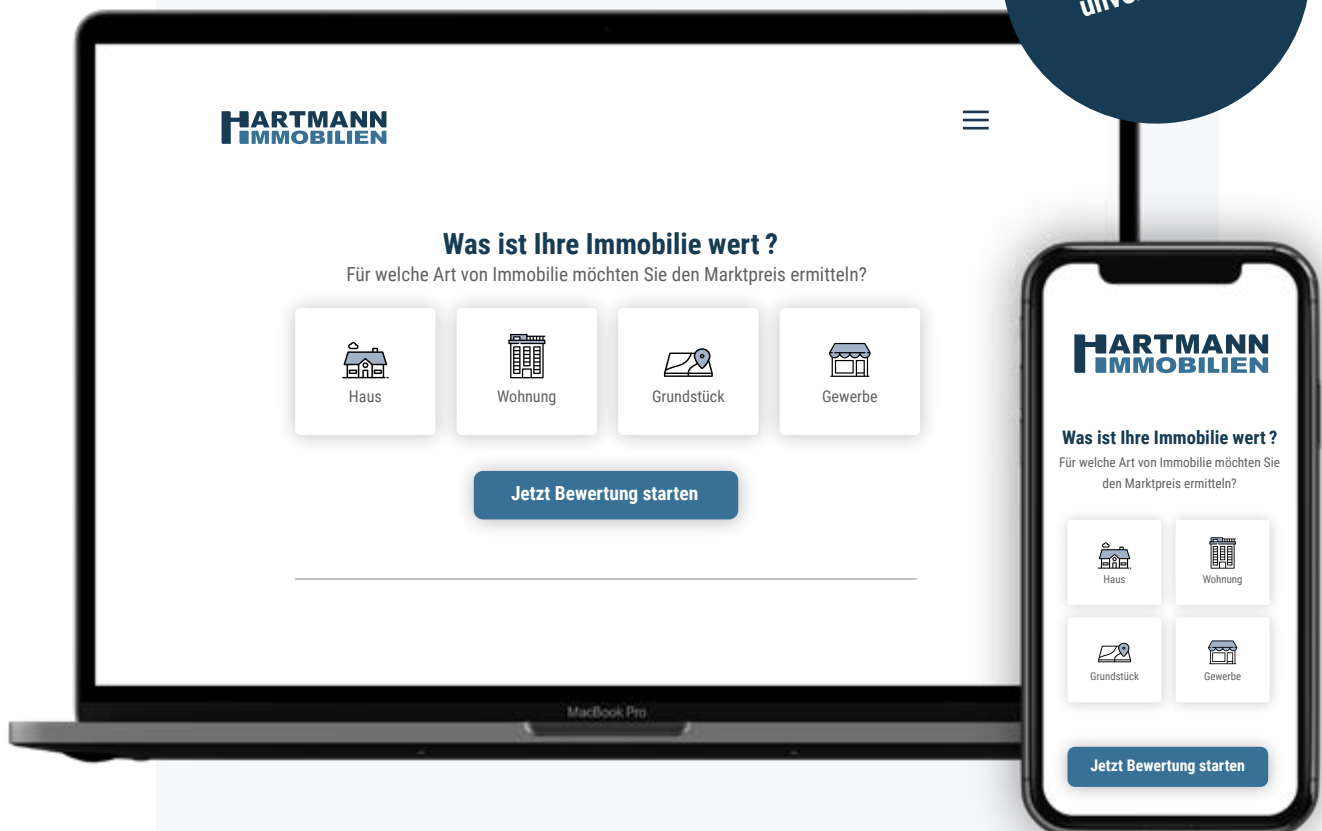 HARTMANN
IMMOBILIEN
Was ist Ihre Immobilie wert ?
Für welche Art von Immobilie möchten Sie den Marktpreis ermitteln?
Haus
Wohnung
Grundstück
Gewerbe
Jetzt Bewertung starten
MacBook Pro
HARTMANN
IMMOBILIEN
Was ist Ihre Immobilie wert ?
Für welche Art von Immobilie möchten Sie
den Marktpreis ermitteln?
Haus
Wohnung
Grundstück
Gewerbe
Jetzt Bewertung starten